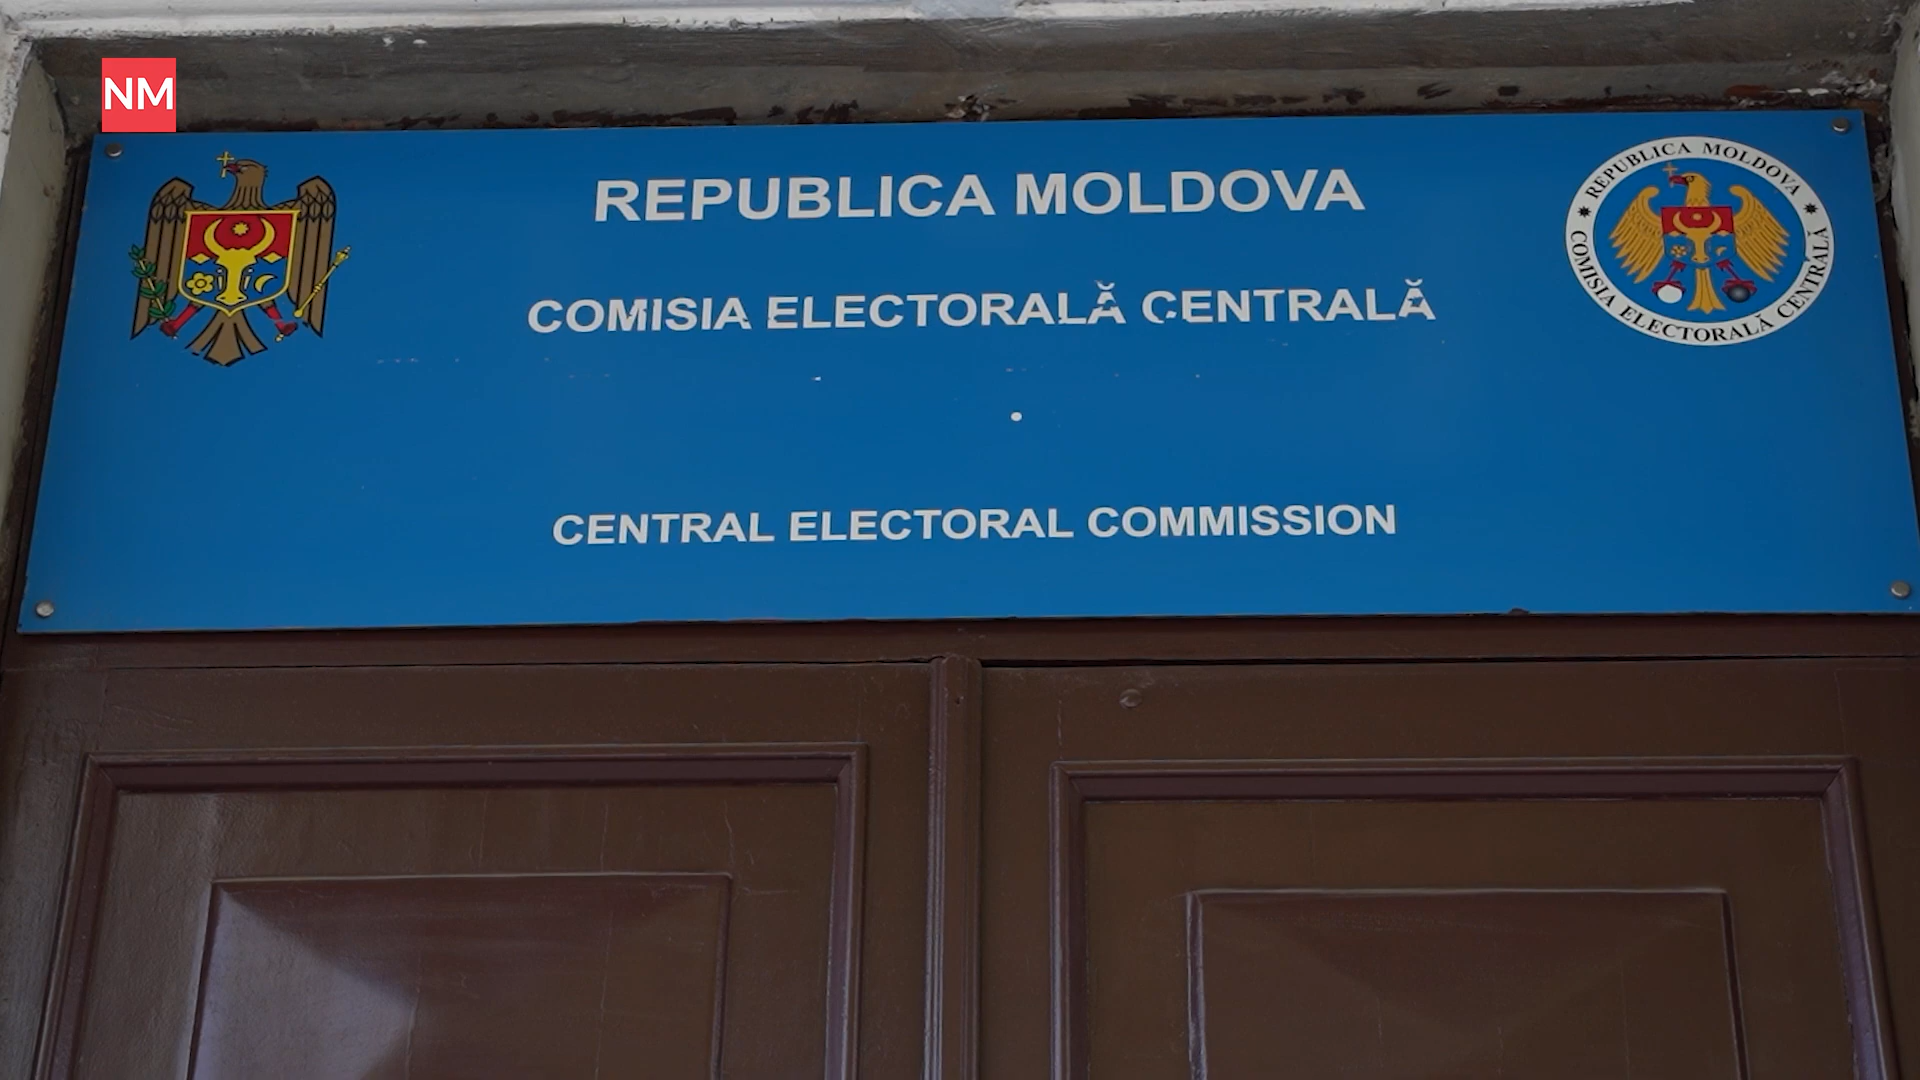 NM
REPUBLICA MOLDOVA
COMISIA ELECTORALĂ CENTRALĂ
CENTRAL ELECTORAL COMMISSION
REPUBLICA MOLDOVA
COMISIA ELECTORALĂ CENTRALĂ